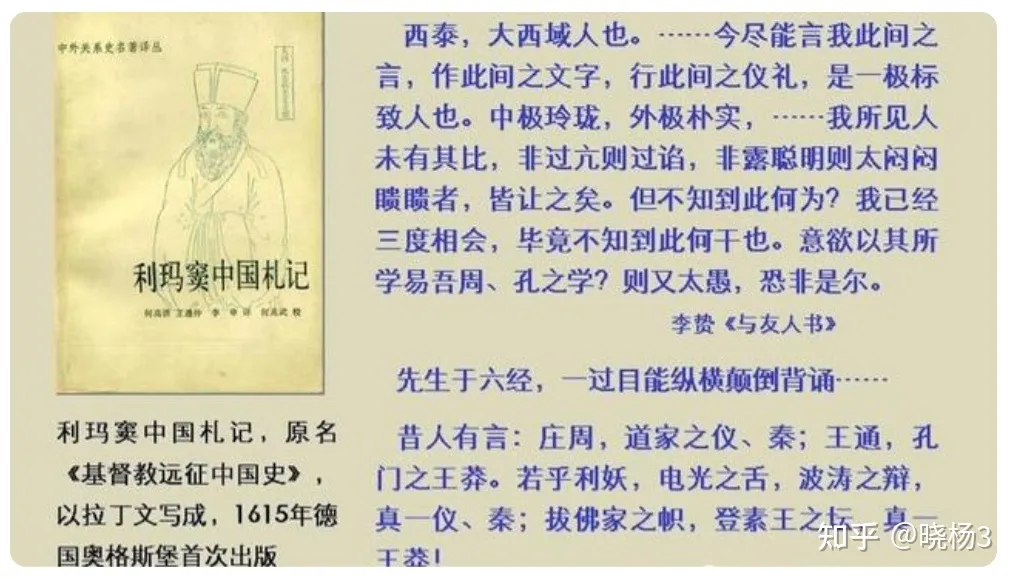 中外关系史名著译丛
利玛窦中国札记
何高济 王遵仲 李申 译 何兆武 校
利玛窦中国札记，原名
《基督教远征中国史》，
以拉丁文写成，1615年德
国奥格斯堡首次出版
西泰，大西域人也。……今尽能言我此间之
言，作此间之文字，行此间之仪礼，是一极标
致人也。中极玲珑，外极朴实，……我所见人
未有其比，非过亢则过谄，非露聪明则太闷闷
瞆瞆者，皆让之矣。但不知到此何为？我已经
三度相会，毕竟不知到此何干也。意欲以其所
学易吾周、孔之学？则又太愚，恐非是尔。
李贽《与友人书》
先生于六经，一过目能纵横颠倒背诵……
昔人有言：庄周，道家之仪、秦；王通，孔
门之王莽。若乎利妖，电光之舌，波涛之辩，
真一仪、秦；拔佛家之帜，登素王之坛，真一
王莽！
知乎 @晓杨3